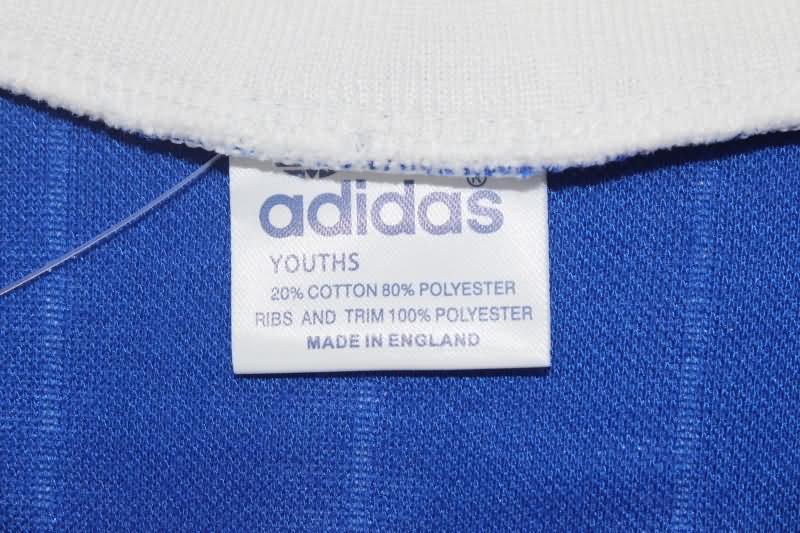 adidas®
YOUTHS
20% COTTON 80% POLYESTER
RIBS AND TRIM 100% POLYESTER
MADE IN ENGLAND